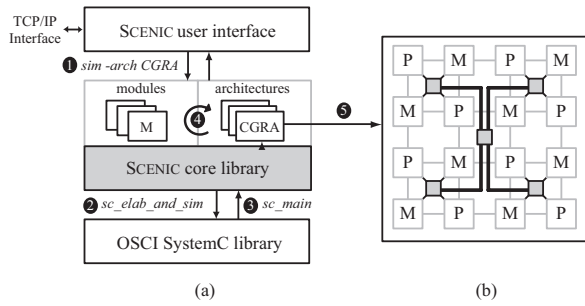 TCP/IP
Interface
SCENIC user interface
1 sim -arch CGRA
modules
architectures
M
4
CGRA
5
SCENIC core library
2 sc_elab_and_sim
3 sc_main
OSCI SystemC library
(a)
P M P M
M P M P
P M P M
M P M P
(b)